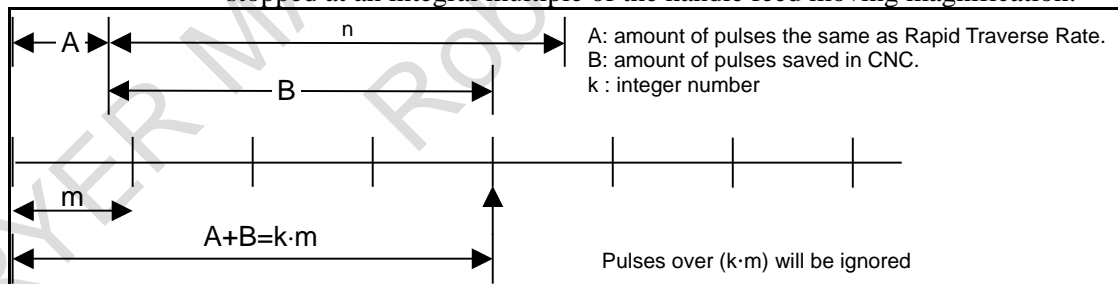 stopped at an integral multiple of the handle feed moving magnification.
A
n
A: amount of pulses the same as Rapid Traverse Rate.
B: amount of pulses saved in CNC.
k : integer number
B
m
A+B=k·m
Pulses over (k·m) will be ignored